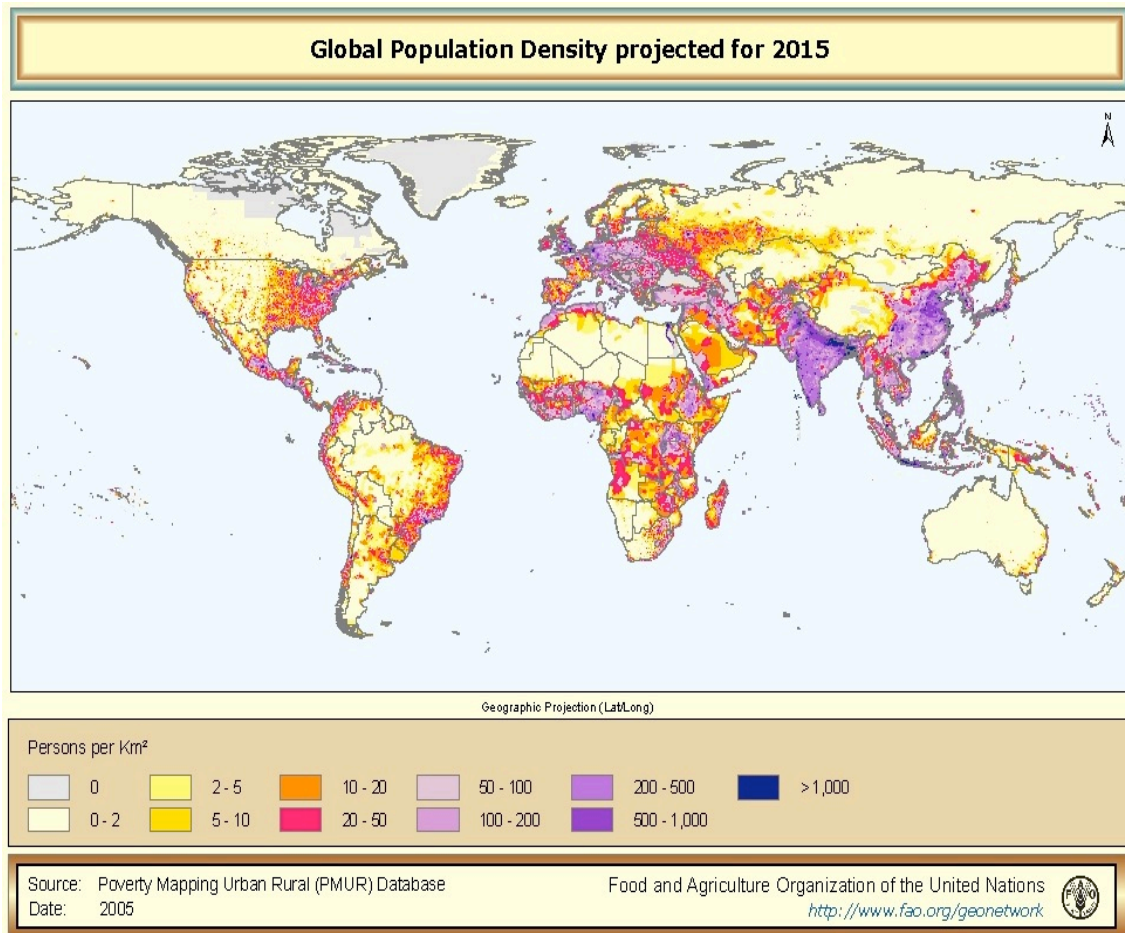 Global Population Density projected for 2015
N
Geographic Projection (Lat/Long)
Persons per Km²
0
2 - 5
10 - 20
50 - 100
200 - 500
>1,000
0 - 2
5 - 10
20 - 50
100 - 200
500 - 1,000
Source: Poverty Mapping Urban Rural (PMUR) Database
Date: 2005
Food and Agriculture Organization of the United Nations
http://www.fao.org/geonetwork
F A O